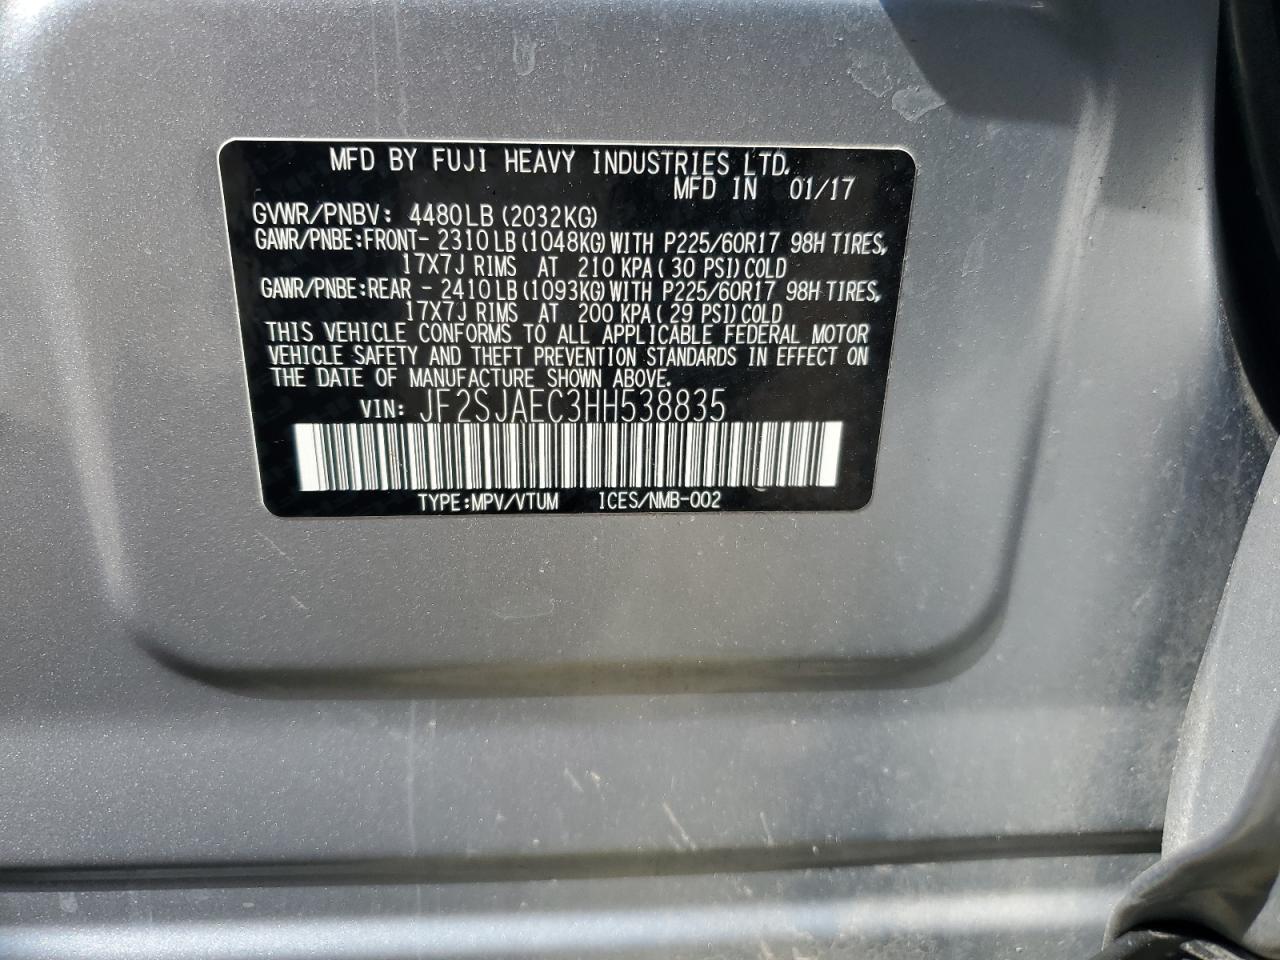 MFD BY FUJI HEAVY INDUSTRIES LTD.
MFD IN 01/17
GVWR/PNBV: 4480LB(2032KG)
GAWR/PNBE:FRONT- 2310LB(1048KG)WITH P225/60R17 98H TIRES,
17X7J RIMS AT 210 KPA(30 PSI)COLD
GAWR/PNBE:REAR - 2410LB(1093KG)WITH P225/60R17 98H TIRES,
17X7J RIMS AT 200 KPA(29 PSI)COLD
THIS VEHICLE CONFORMS TO ALL APPLICABLE FEDERAL MOTOR
VEHICLE SAFETY AND THEFT PREVENTION STANDARDS IN EFFECT ON
THE DATE OF MANUFACTURE SHOWN ABOVE.
VIN: JF2SJAEC3HH538835
TYPE:MPV/VTUM ICES/NMB-002